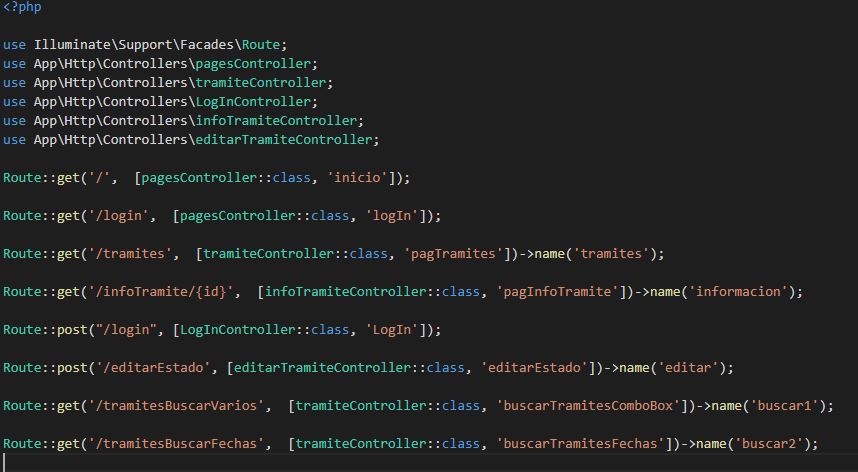 <?php
use Illuminate\Support\Facades\Route;
use App\Http\Controllers\pagesController;
use App\Http\Controllers\tramiteController;
use App\Http\Controllers\LogInController;
use App\Http\Controllers\infoTramiteController;
use App\Http\Controllers\editarTramiteController;
Route::get('/',  [pagesController::class, 'inicio']);
Route::get('/login',  [pagesController::class, 'logIn']);
Route::get('/tramites',  [tramiteController::class, 'pagTramites'])->name('tramites');
Route::get('/infoTramite/{id}',  [infoTramiteController::class, 'pagInfoTramite'])->name('informacion');
Route::post("/login", [LogInController::class, 'LogIn']);
Route::post('/editarEstado', [editarTramiteController::class, 'editarEstado'])->name('editar');
Route::get('/tramitesBuscarVarios',  [tramiteController::class, 'buscarTramitesComboBox'])->name('buscar1');
Route::get('/tramitesBuscarFechas',  [tramiteController::class, 'buscarTramitesFechas'])->name('buscar2');